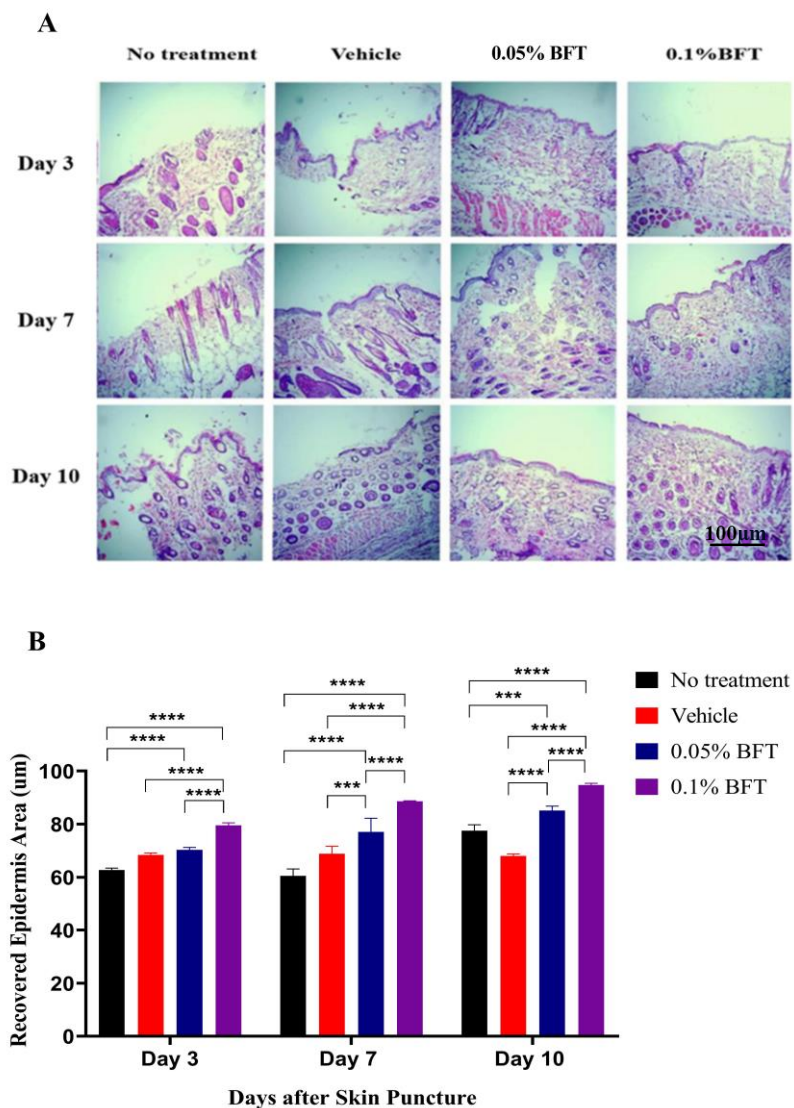 A
No treatment Vehicle 0.05% BFT 0.1%BFT
Day 3
Day 7
Day 10
100µm
B
**** **** **** ****
**** **** **** *** ****
**** *** **** **** ****
No treatment
Vehicle
0.05% BFT
0.1% BFT
Recovered Epidermis Area (um)
100
80
60
40
20
0
Day 3 Day 7 Day 10
Days after Skin Puncture